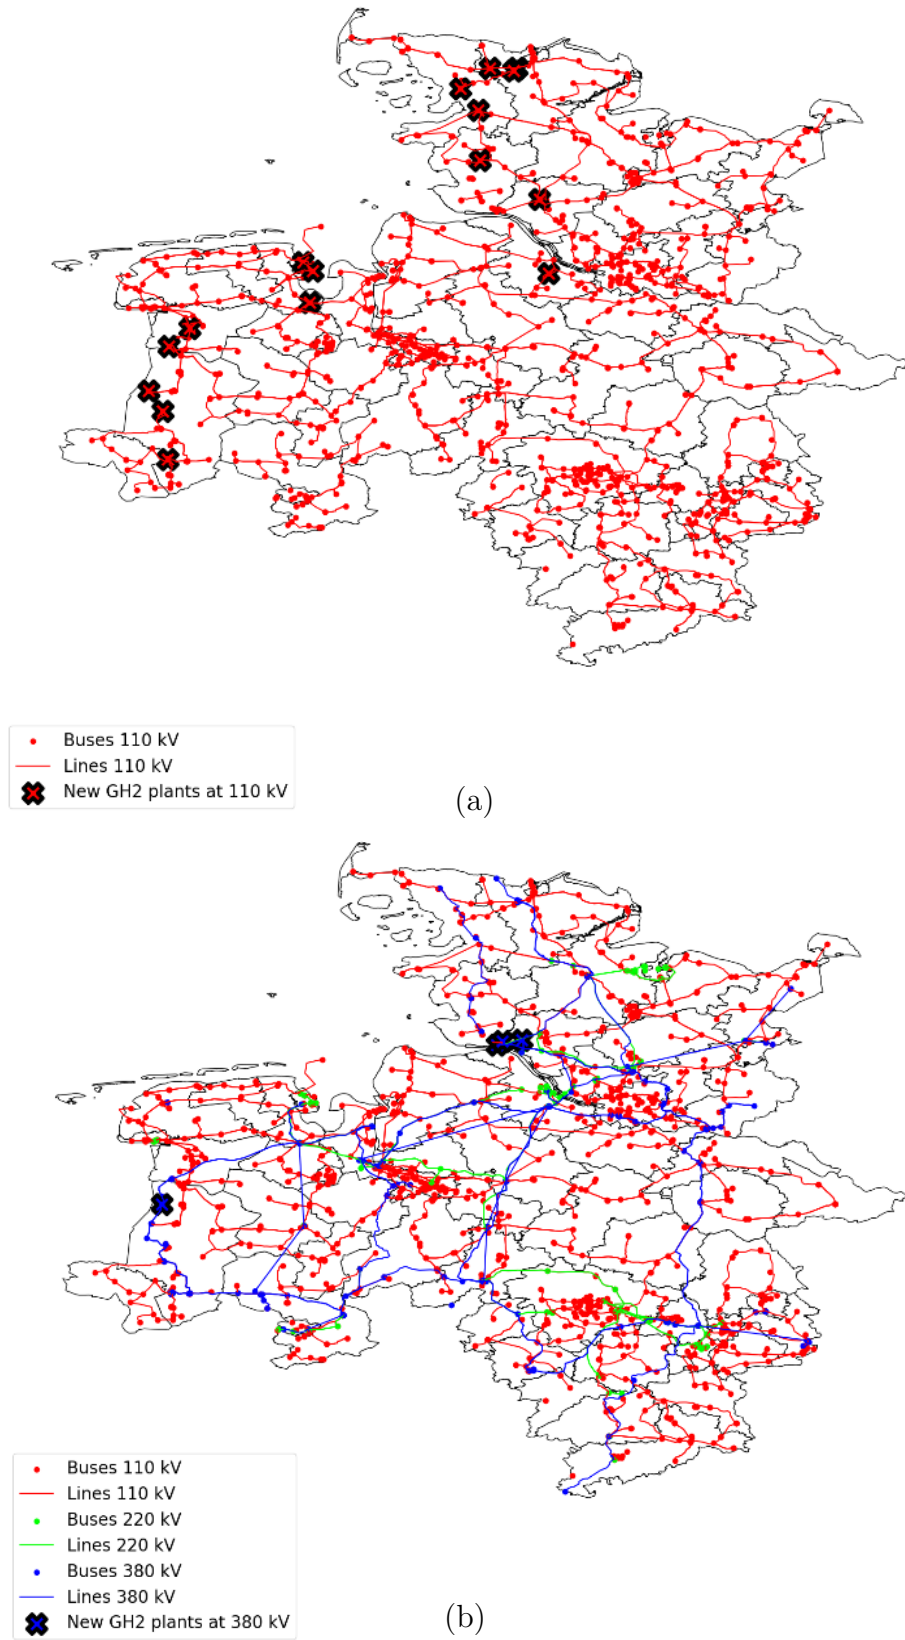 Buses 110 kV
Lines 110 kV
New GH2 plants at 110 kV
(a)
Buses 110 kV
Lines 110 kV
Buses 220 kV
Lines 220 kV
Buses 380 kV
Lines 380 kV
New GH2 plants at 380 kV
(b)